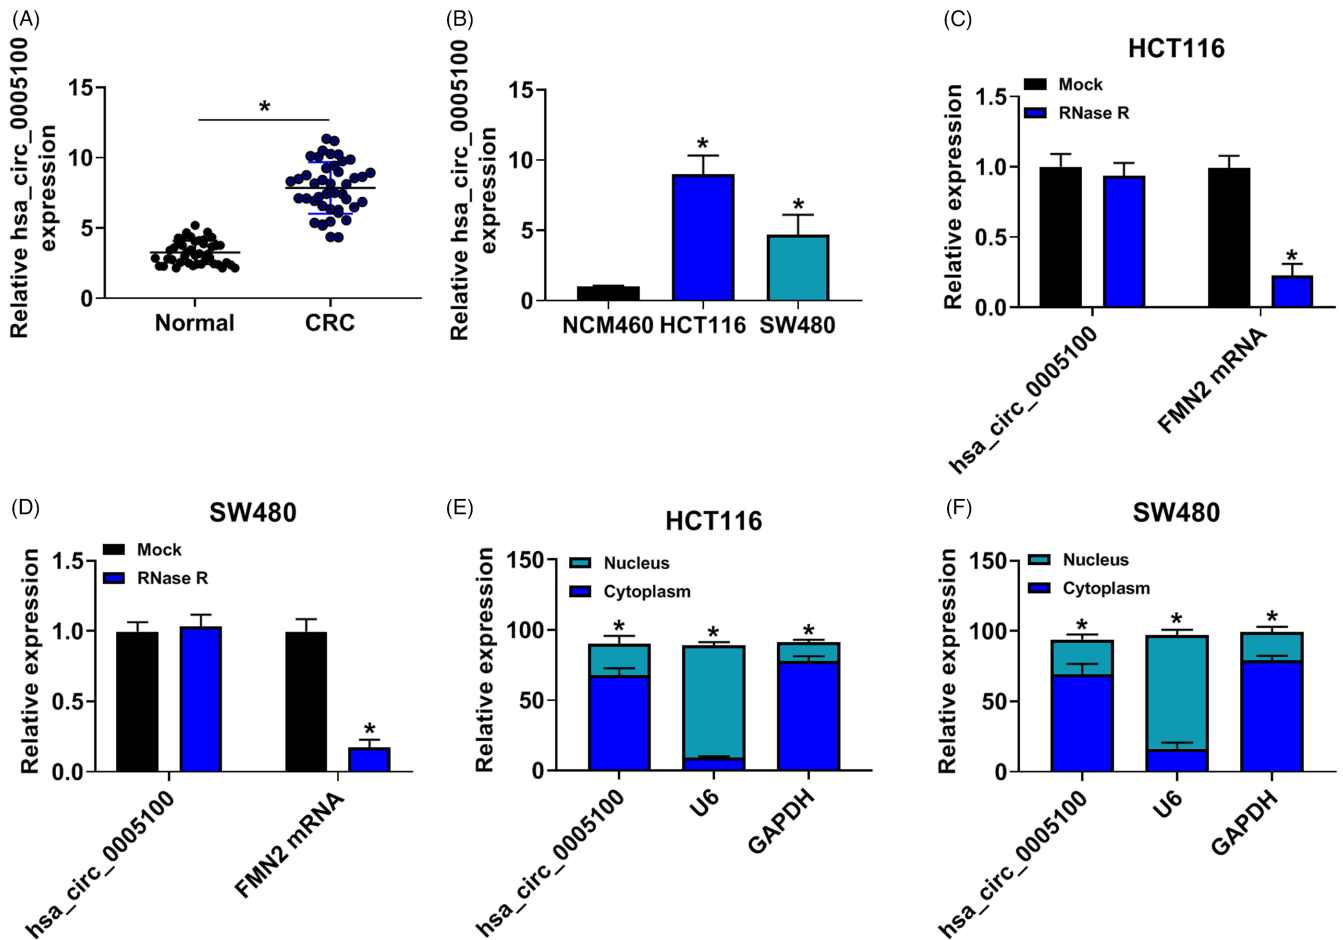 (A)
Relative hsa_circ_0005100
expression
15
10
5
0
*
Normal
CRC
(B)
Relative hsa_circ_0005100
expression
15
10
5
0
*
*
NCM460
HCT116
SW480
(C)
HCT116
Mock
RNase R
Relative expression
1.5
1.0
0.5
0.0
*
hsa_circ_0005100
FMN2 mRNA
(D)
SW480
Mock
RNase R
Relative expression
1.5
1.0
0.5
0.0
*
hsa_circ_0005100
FMN2 mRNA
(E)
HCT116
Nucleus
Cytoplasm
Relative expression
150
100
50
0
*
*
*
hsa_circ_0005100
U6
GAPDH
(F)
SW480
Nucleus
Cytoplasm
Relative expression
150
100
50
0
*
*
*
hsa_circ_0005100
U6
GAPDH